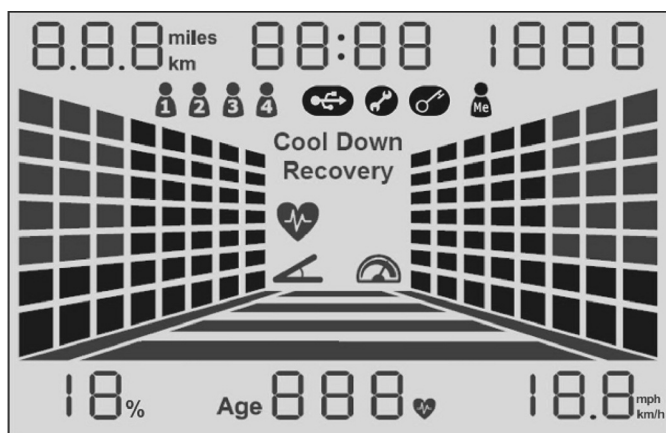 8.8.8 miles km 88:88 1888
1 2 3 4 Me
Cool Down
Recovery
18% Age 888 18.8 mph km/h